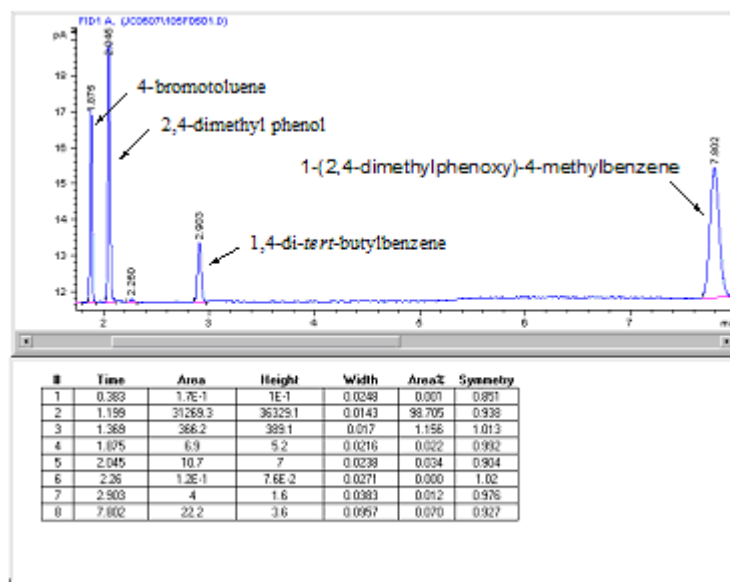 FID1 A, (JC0607\105F0601.D)
pA
19
18
17
16
15
14
13
12
1.875
2.045
2.260
2.903
7.802
4-bromotoluene
2,4-dimethyl phenol
1-(2,4-dimethylphenoxy)-4-methylbenzene
1,4-di-tert-butylbenzene
2 3 4 5 6 7
# Time Area Height Width Area% Symmetry
1 0.383 1.7E-1 1E-1 0.0248 0.001 0.851
2 1.199 31269.3 36329.1 0.0143 98.705 0.938
3 1.369 366.2 389.1 0.017 1.156 1.013
4 1.875 6.9 5.2 0.0216 0.022 0.992
5 2.045 10.7 7 0.0238 0.034 0.904
6 2.26 1.2E-1 7.6E-2 0.0271 0.000 1.02
7 2.903 4 1.6 0.0383 0.012 0.976
8 7.802 22.2 3.6 0.0957 0.070 0.927